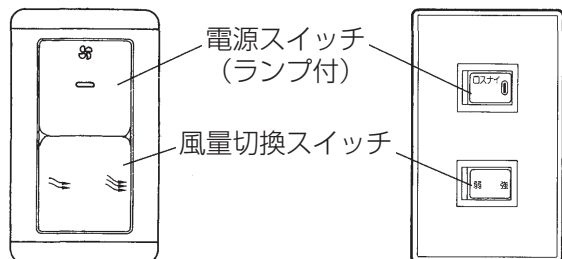 電源スイッチ
（ランプ付）
ロスナイ
風量切換スイッチ
弱 強